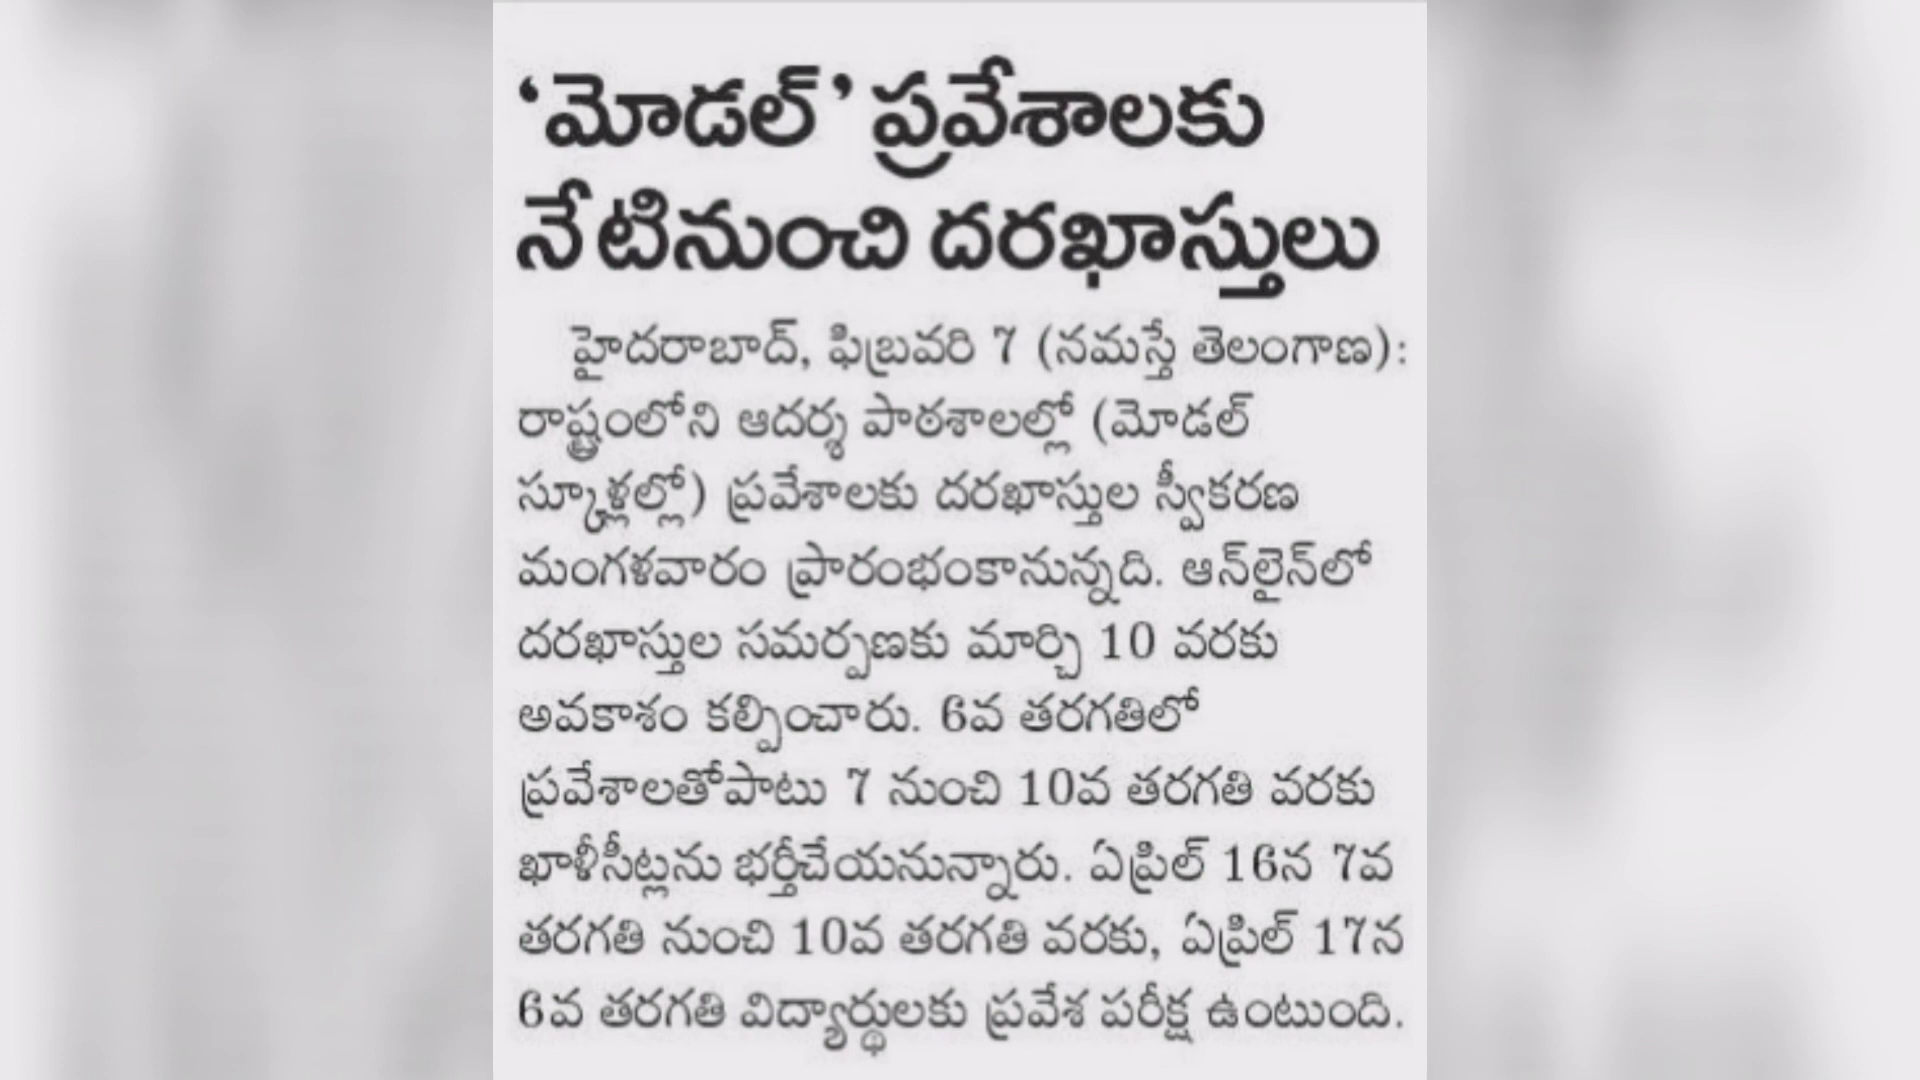 ‘మోడల్’ ప్రవేశాలకు
నేటినుంచి దరఖాస్తులు
హైదరాబాద్, ఫిబ్రవరి 7 (నమస్తే తెలంగాణ):
రాష్ట్రంలోని ఆదర్శ పాఠశాలల్లో (మోడల్
స్కూళ్లల్లో) ప్రవేశాలకు దరఖాస్తుల స్వీకరణ
మంగళవారం ప్రారంభంకానున్నది. ఆన్‌లైన్‌లో
దరఖాస్తుల సమర్పణకు మార్చి 10 వరకు
అవకాశం కల్పించారు. 6వ తరగతిలో
ప్రవేశాలతోపాటు 7 నుంచి 10వ తరగతి వరకు
ఖాళీసీట్లను భర్తీచేయనున్నారు. ఏప్రిల్ 16న 7వ
తరగతి నుంచి 10వ తరగతి వరకు, ఏప్రిల్ 17న
6వ తరగతి విద్యార్థులకు ప్రవేశ పరీక్ష ఉంటుంది.